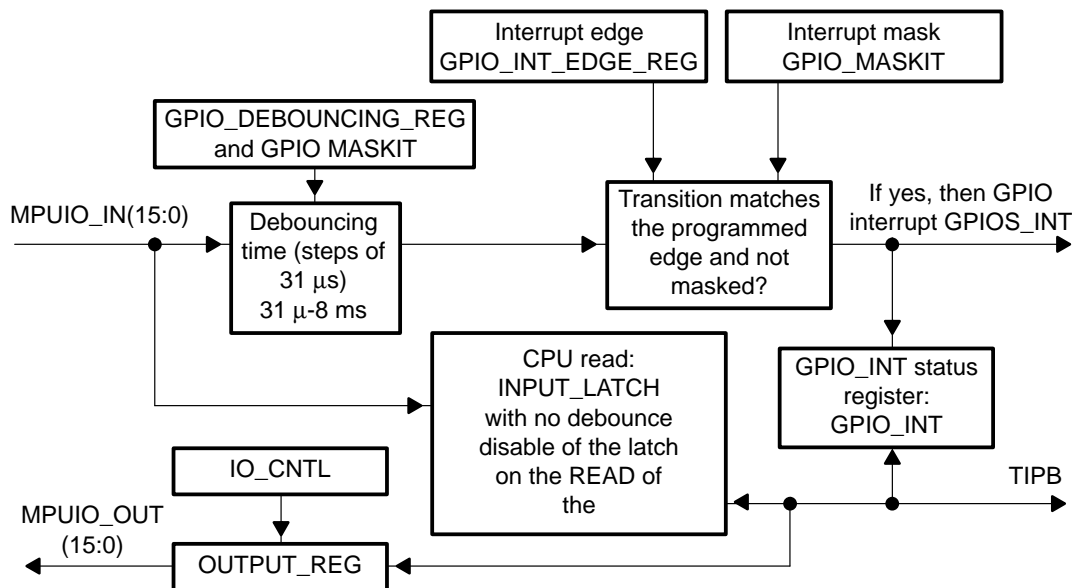 Interrupt edge
GPIO_INT_EDGE_REG
Interrupt mask
GPIO_MASKIT
GPIO_DEBOUNCING_REG
and GPIO MASKIT
MPUIO_IN(15:0)
Debouncing
time (steps of
31 μs)
31 μ-8 ms
Transition matches
the programmed
edge and not
masked?
If yes, then GPIO
interrupt GPIOS_INT
CPU read:
INPUT_LATCH
with no debounce
disable of the latch
on the READ of
the
GPIO_INT status
register:
GPIO_INT
IO_CNTL
TIPB
MPUIO_OUT
(15:0)
OUTPUT_REG